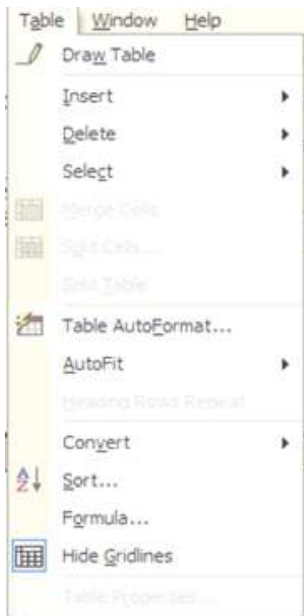 Table Window Help
Draw Table
Insert
Delete
Select
Merge Cells
Split Cells...
Split Table
Table AutoFormat...
AutoFit
Heading Rows Repeat
Convert
Sort...
Formula...
Hide Gridlines
Table Properties...